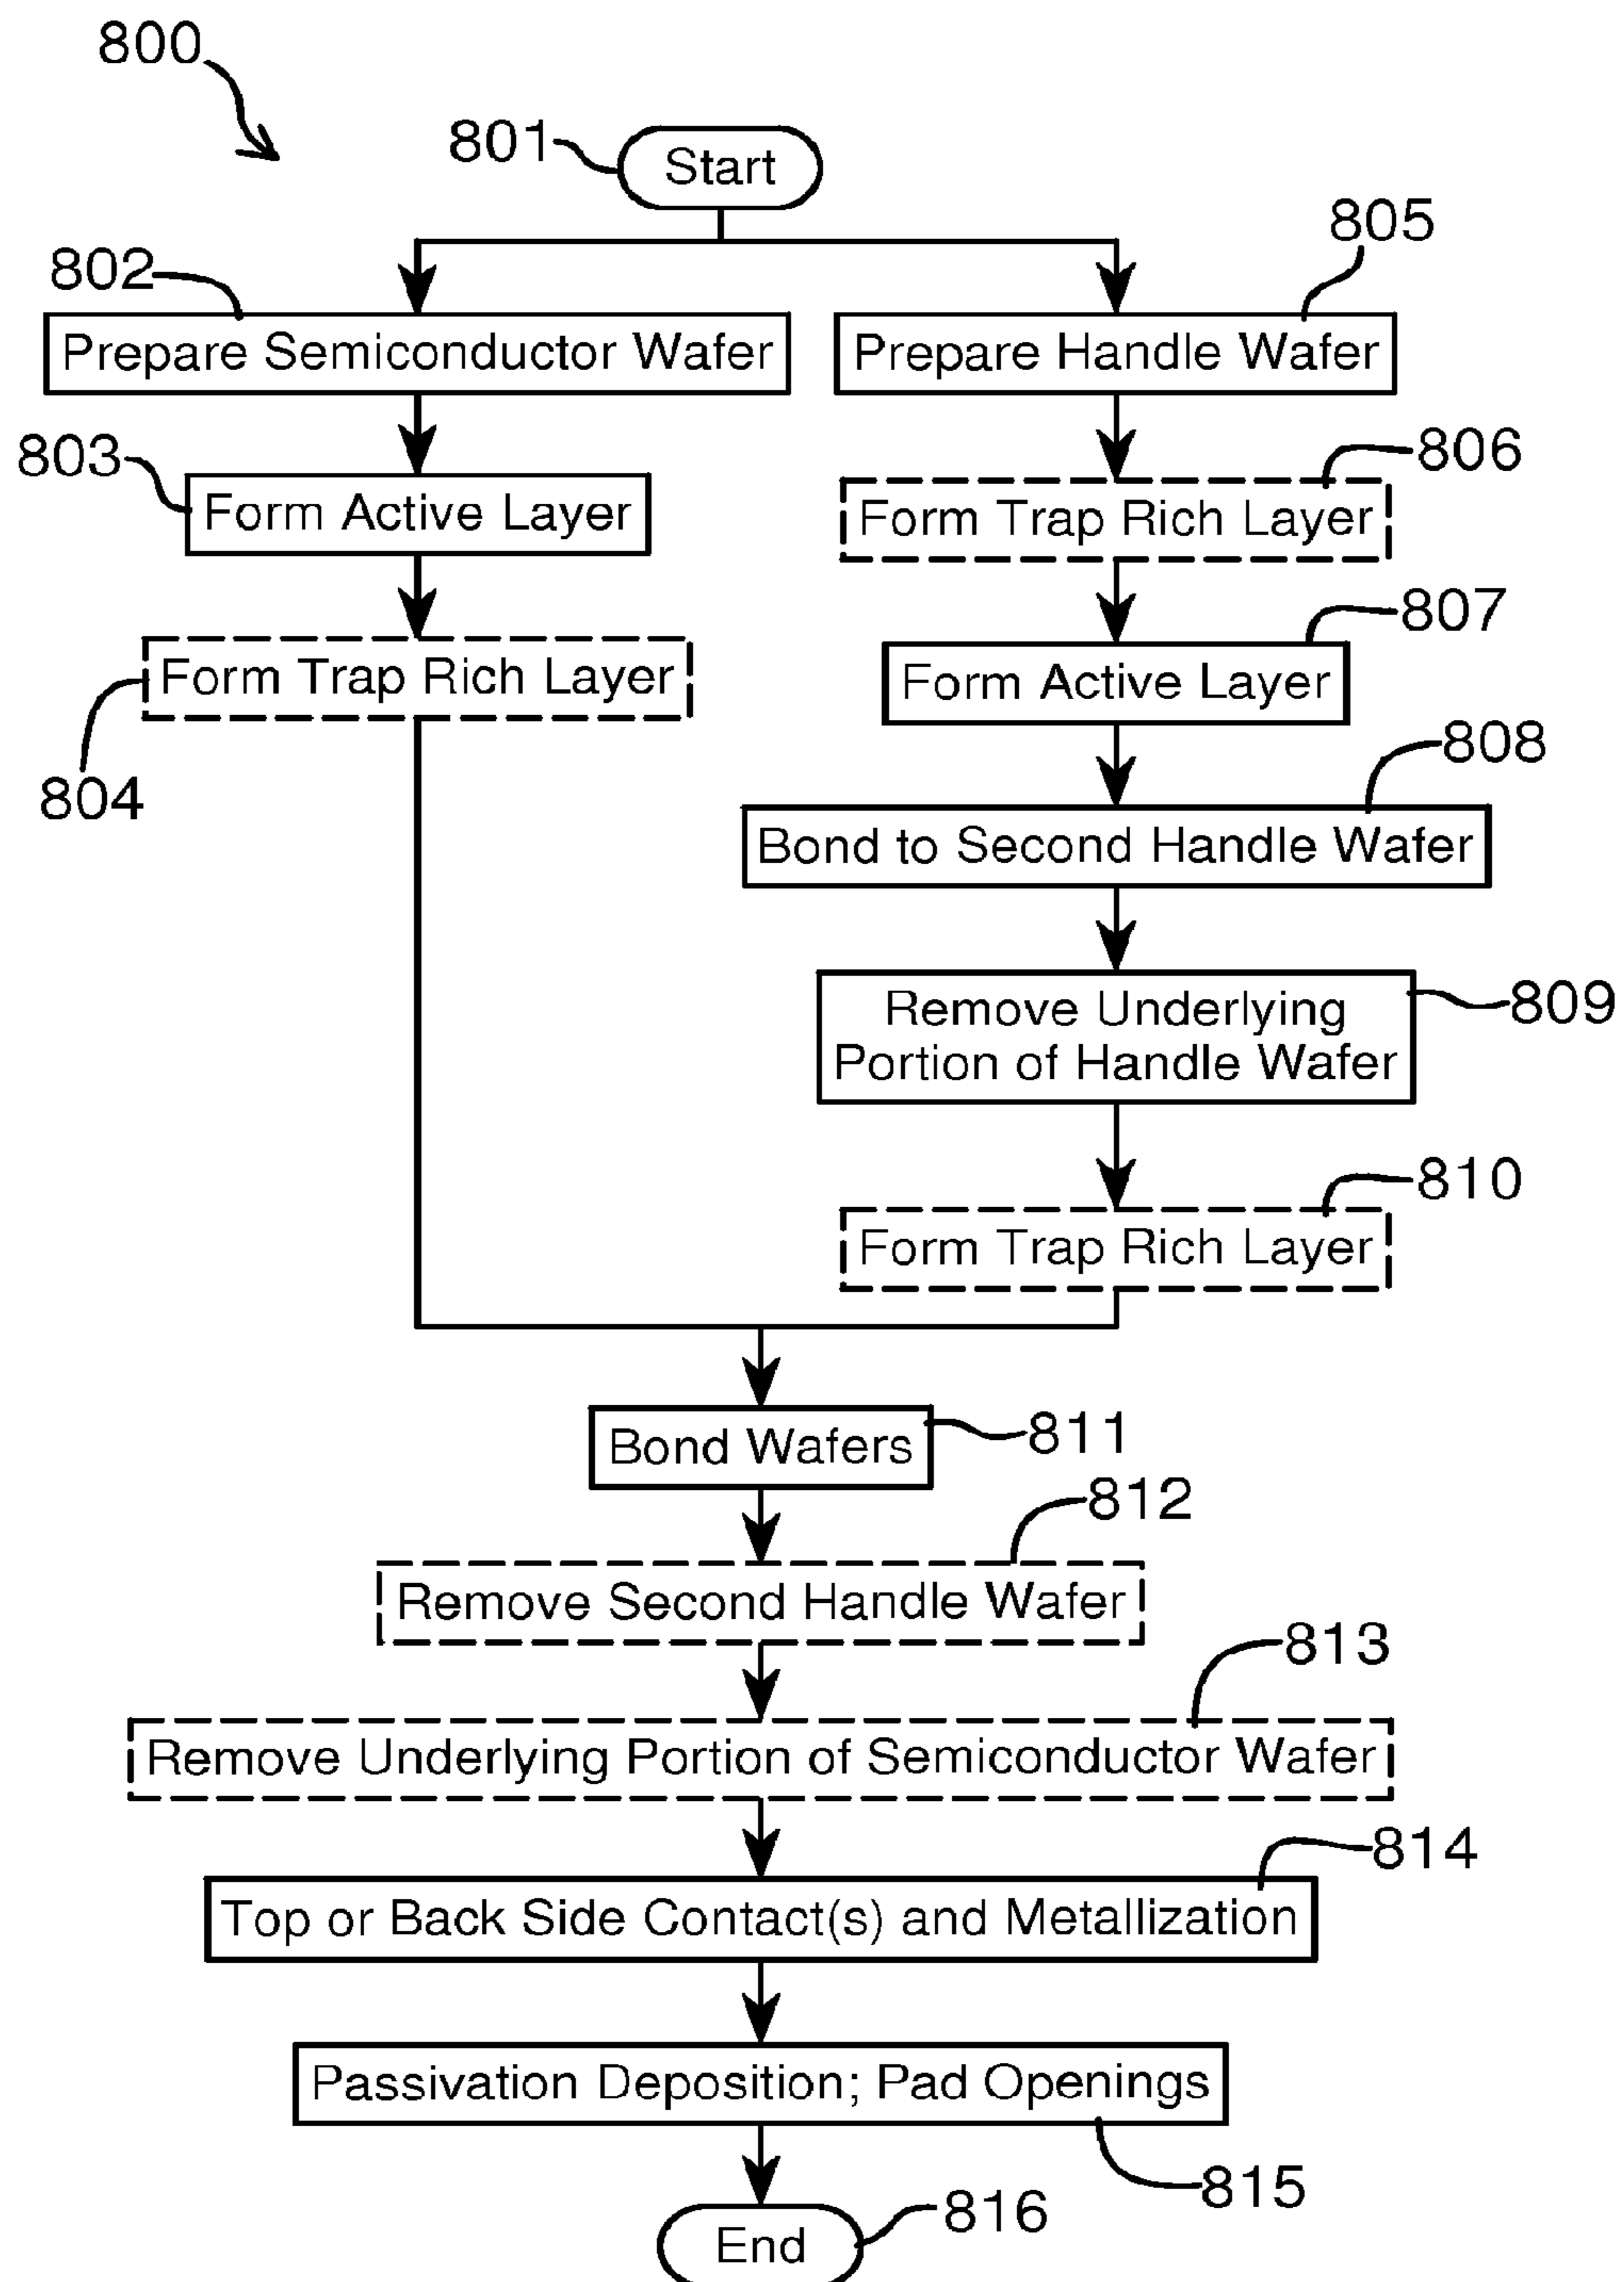 800
801
Start
805
802
Prepare Semiconductor Wafer
Prepare Handle Wafer
803
806
Form Active Layer
Form Trap Rich Layer
807
Form Trap Rich Layer
Form Active Layer
808
804
Bond to Second Handle Wafer
809
Remove Underlying
Portion of Handle Wafer
810
Form Trap Rich Layer
811
Bond Wafers
812
Remove Second Handle Wafer
813
Remove Underlying Portion of Semiconductor Wafer
814
Top or Back Side Contact(s) and Metallization
Passivation Deposition; Pad Openings
815
816
End